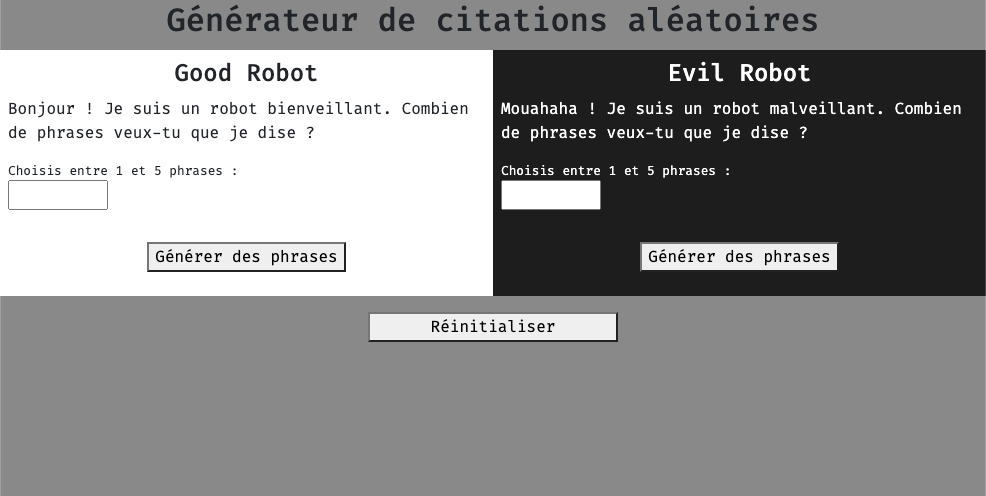 Générateur de citations aléatoires
Good Robot
Bonjour ! Je suis un robot bienveillant. Combien
de phrases veux-tu que je dise ?
Choisis entre 1 et 5 phrases :
Générer des phrases
Evil Robot
Mouahaha ! Je suis un robot malveillant. Combien
de phrases veux-tu que je dise ?
Choisis entre 1 et 5 phrases :
Générer des phrases
Réinitialiser